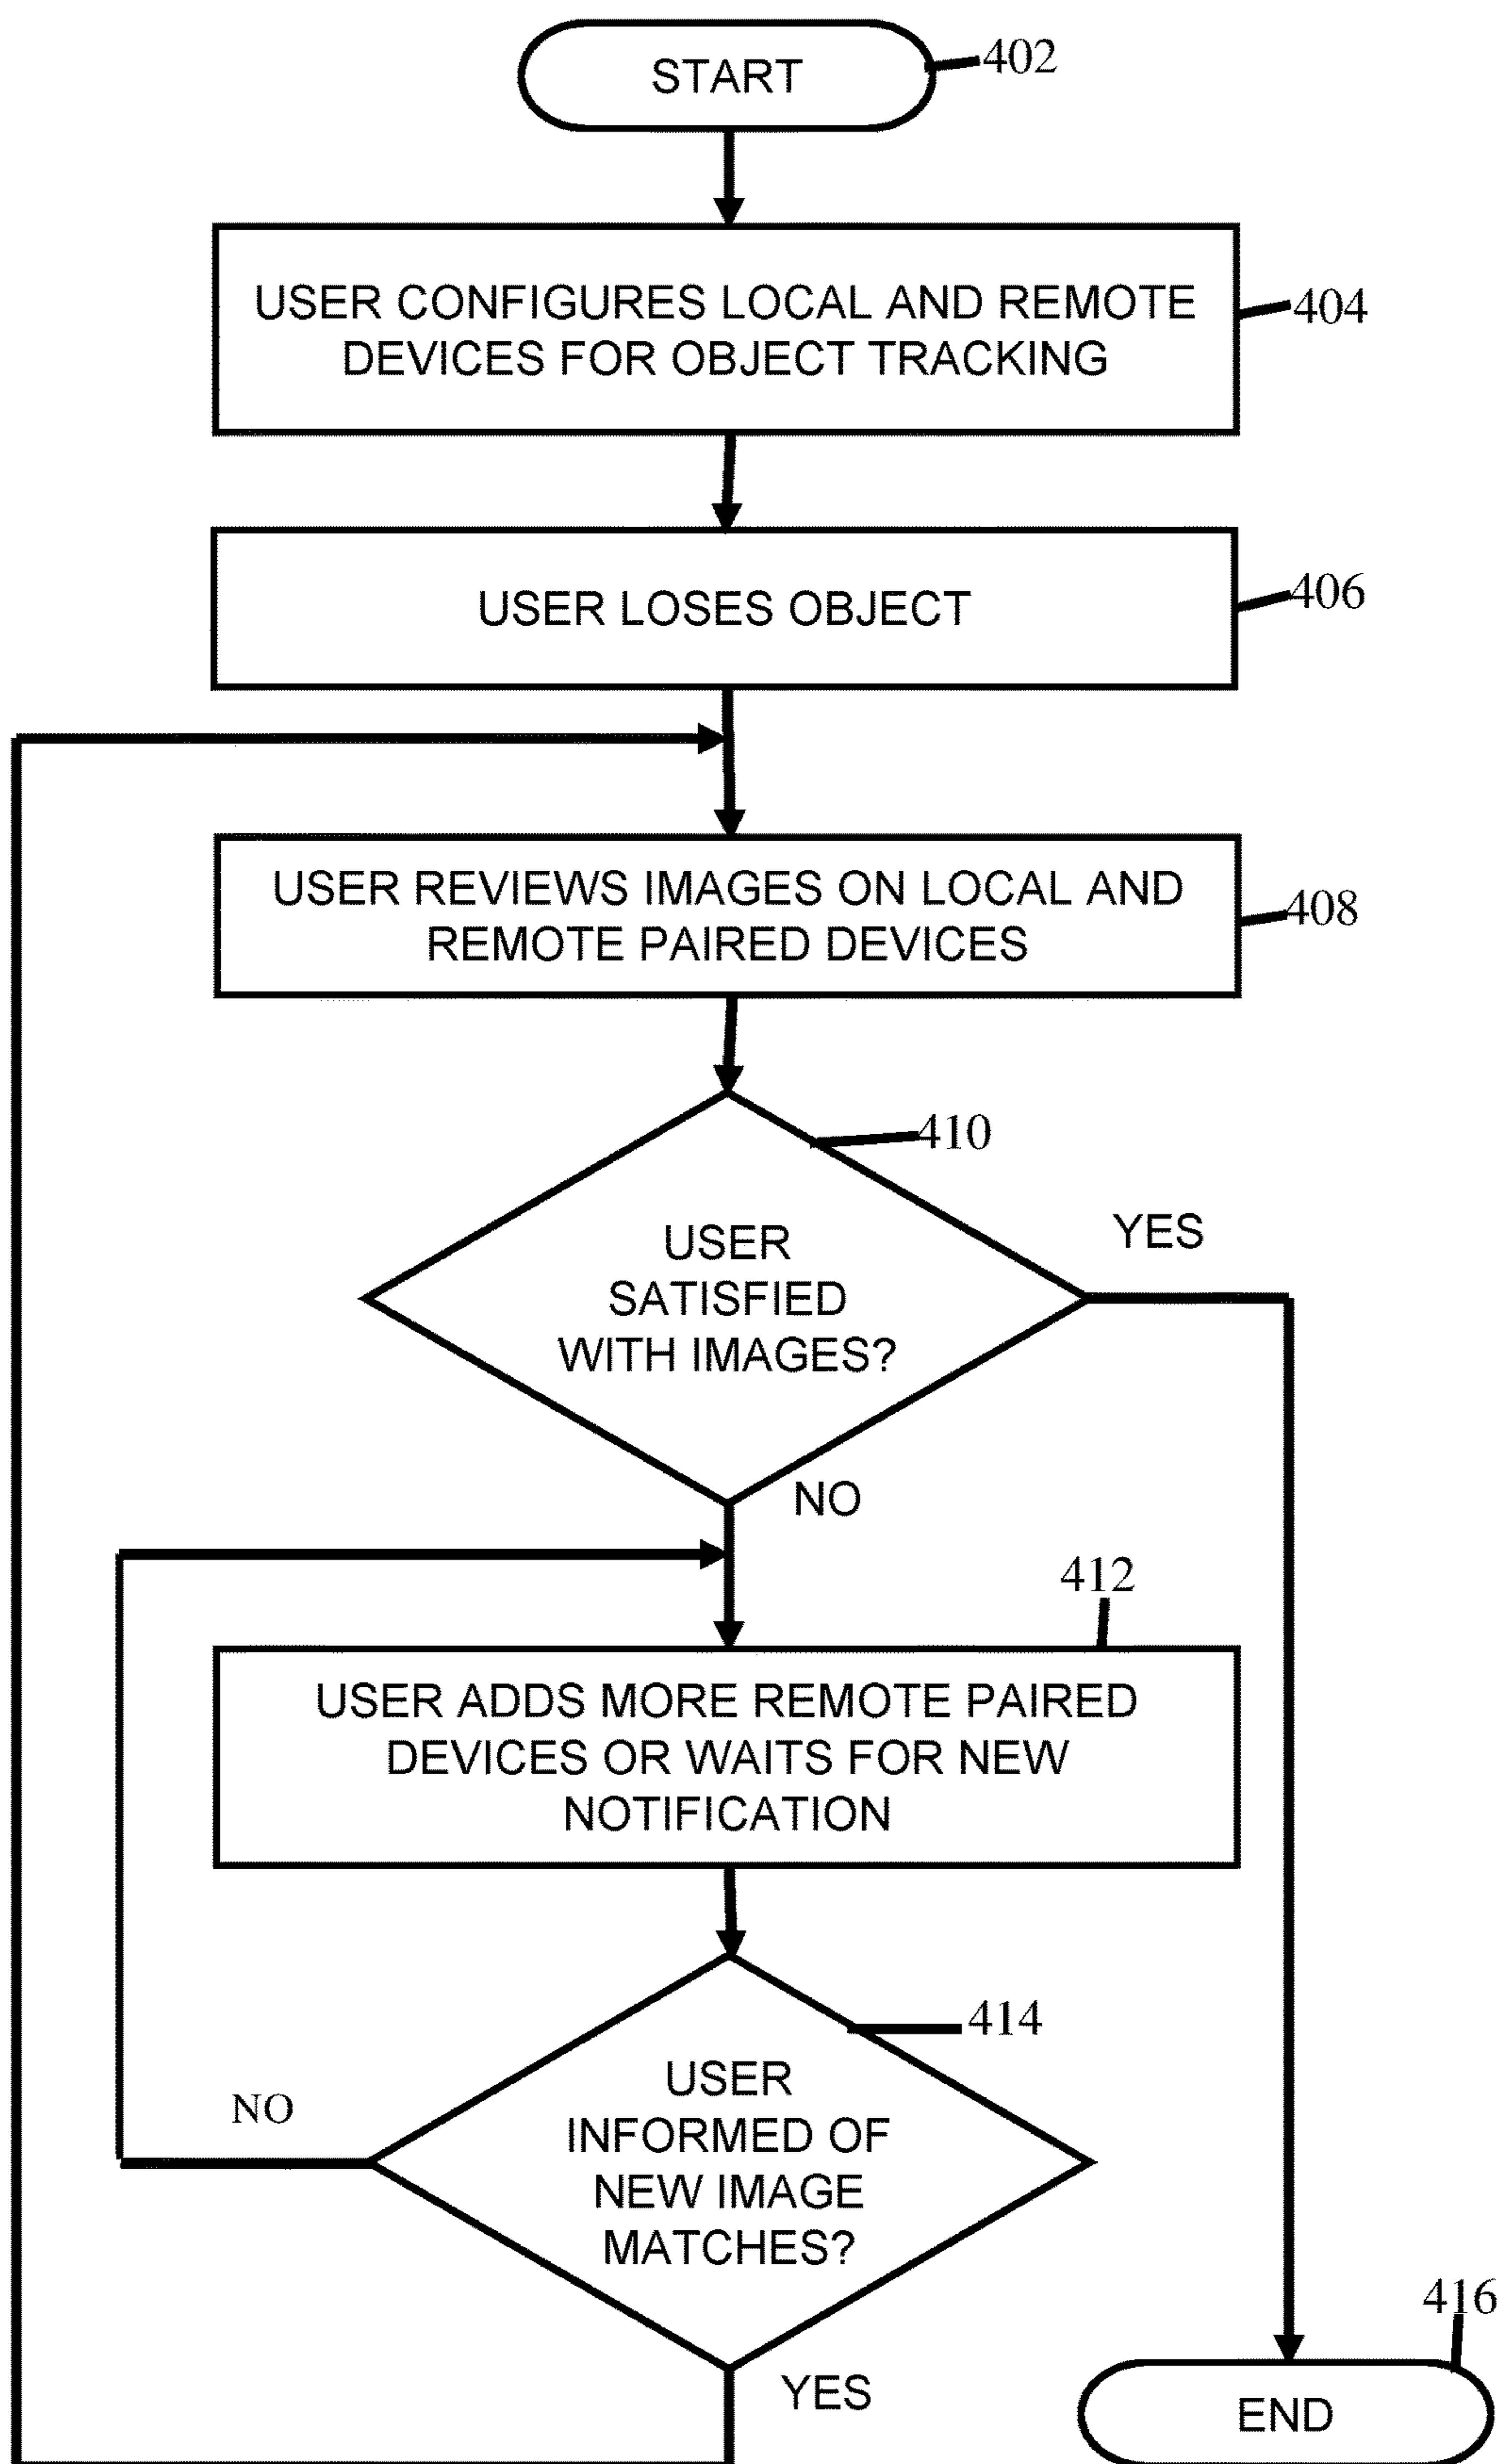 START
402
USER CONFIGURES LOCAL AND REMOTE
DEVICES FOR OBJECT TRACKING
404
USER LOSES OBJECT
406
USER REVIEWS IMAGES ON LOCAL AND
REMOTE PAIRED DEVICES
408
410
USER
SATISFIED
WITH IMAGES?
YES
NO
412
USER ADDS MORE REMOTE PAIRED
DEVICES OR WAITS FOR NEW
NOTIFICATION
414
USER
INFORMED OF
NEW IMAGE
MATCHES?
NO
YES
416
END